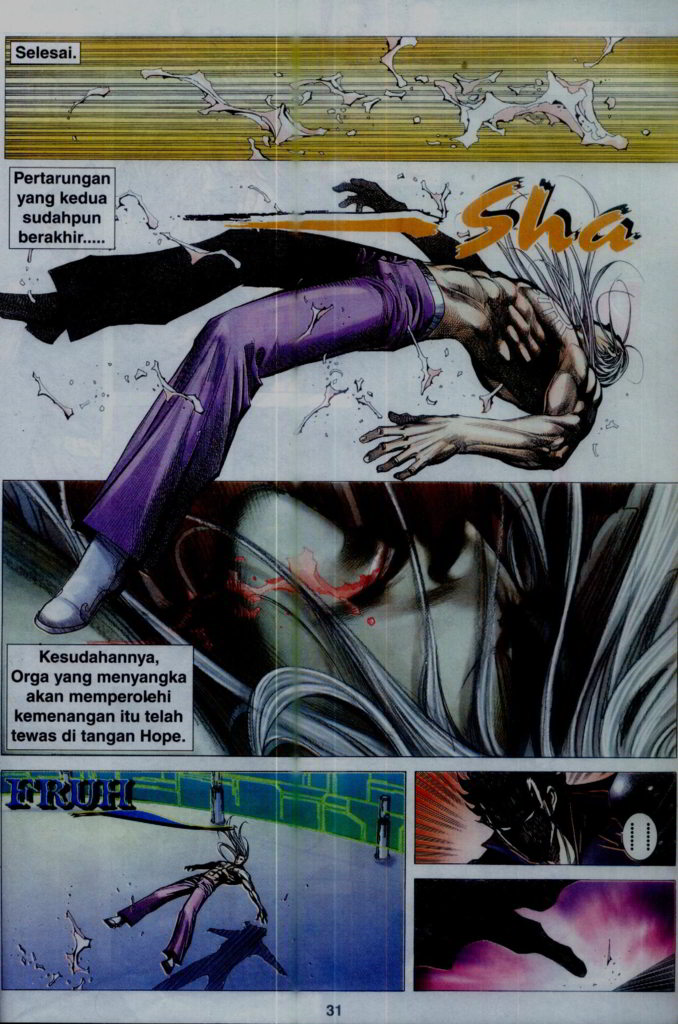 Selesai.
Pertarungan
yang kedua
sudahpun
berakhir.....
Sha
Kesudahannya,
Orga yang menyangka
akan memperolehi
kemenangan itu telah
tewas di tangan Hope.
FRUH
31